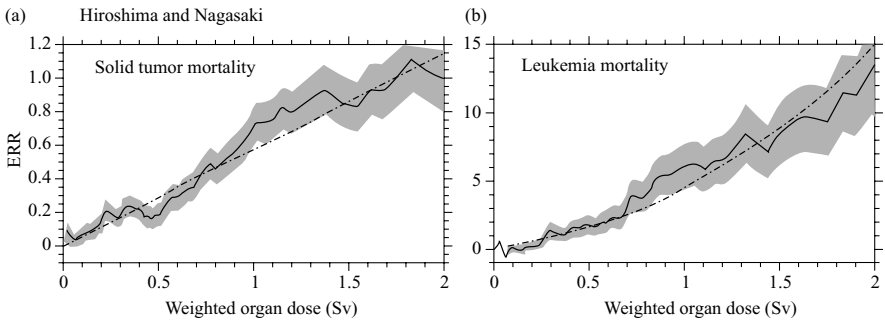 (a) Hiroshima and Nagasaki (b)
1.2
1.0
0.8
0.6
0.4
0.2
0
ERR
Solid tumor mortality
0 0.5 1 1.5 2
Weighted organ dose (Sv)
15
10
5
0
Leukemia mortality
0 0.5 1 1.5 2
Weighted organ dose (Sv)